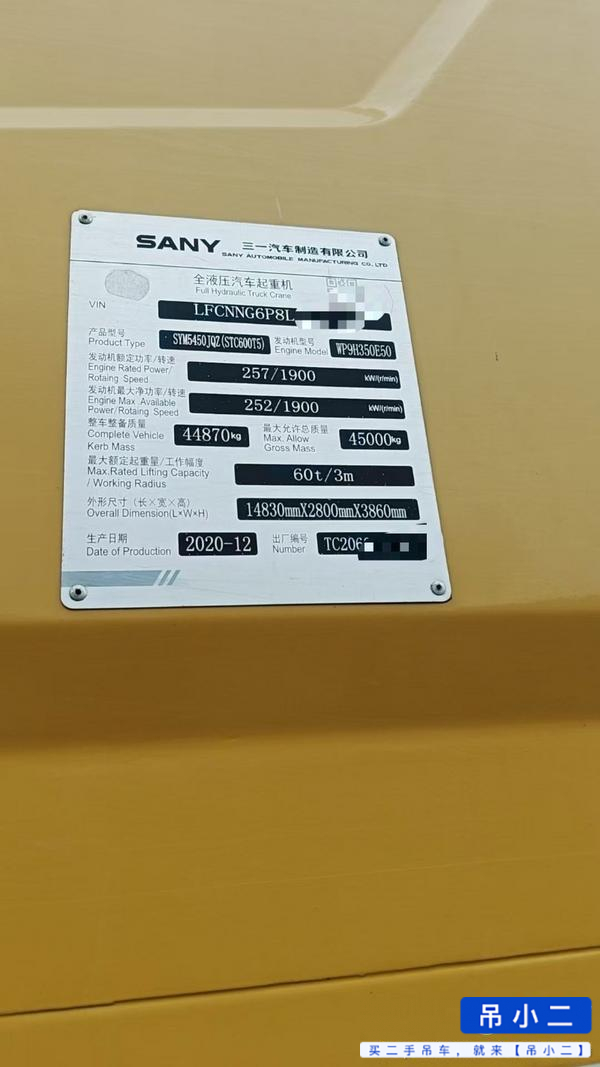 SANY 三一汽车制造有限公司
SANY AUTOMOBILE MANUFACTURING CO., LTD
全液压汽车起重机
Full Hydraulic Truck Crane
VIN LFCNNG6P8L
产品型号 SYM5450JQZ(STC600T5) 发动机型号 WP9H350E50
Product Type Engine Model
发动机额定功率/转速
Engine Rated Power/ 257/1900 kW/(r/min)
Rotaing Speed
发动机最大净功率/转速
Engine Max .Available 252/1900 kW/(r/min)
Power/Rotaing Speed
整车整备质量 最大允许总质量
Complete Vehicle 44870kg Max. Allow 45000kg
Kerb Mass Gross Mass
最大额定起重量/工作幅度
Max.Rated Lifting Capacity 60t/3m
/ Working Radius
外形尺寸（长×宽×高）
Overall Dimension(L×W×H) 14830mmX2800mmX3860mm
生产日期 2020-12 出厂编号
Date of Production Number TC206
吊小二
买二手吊车，就来【吊小二】